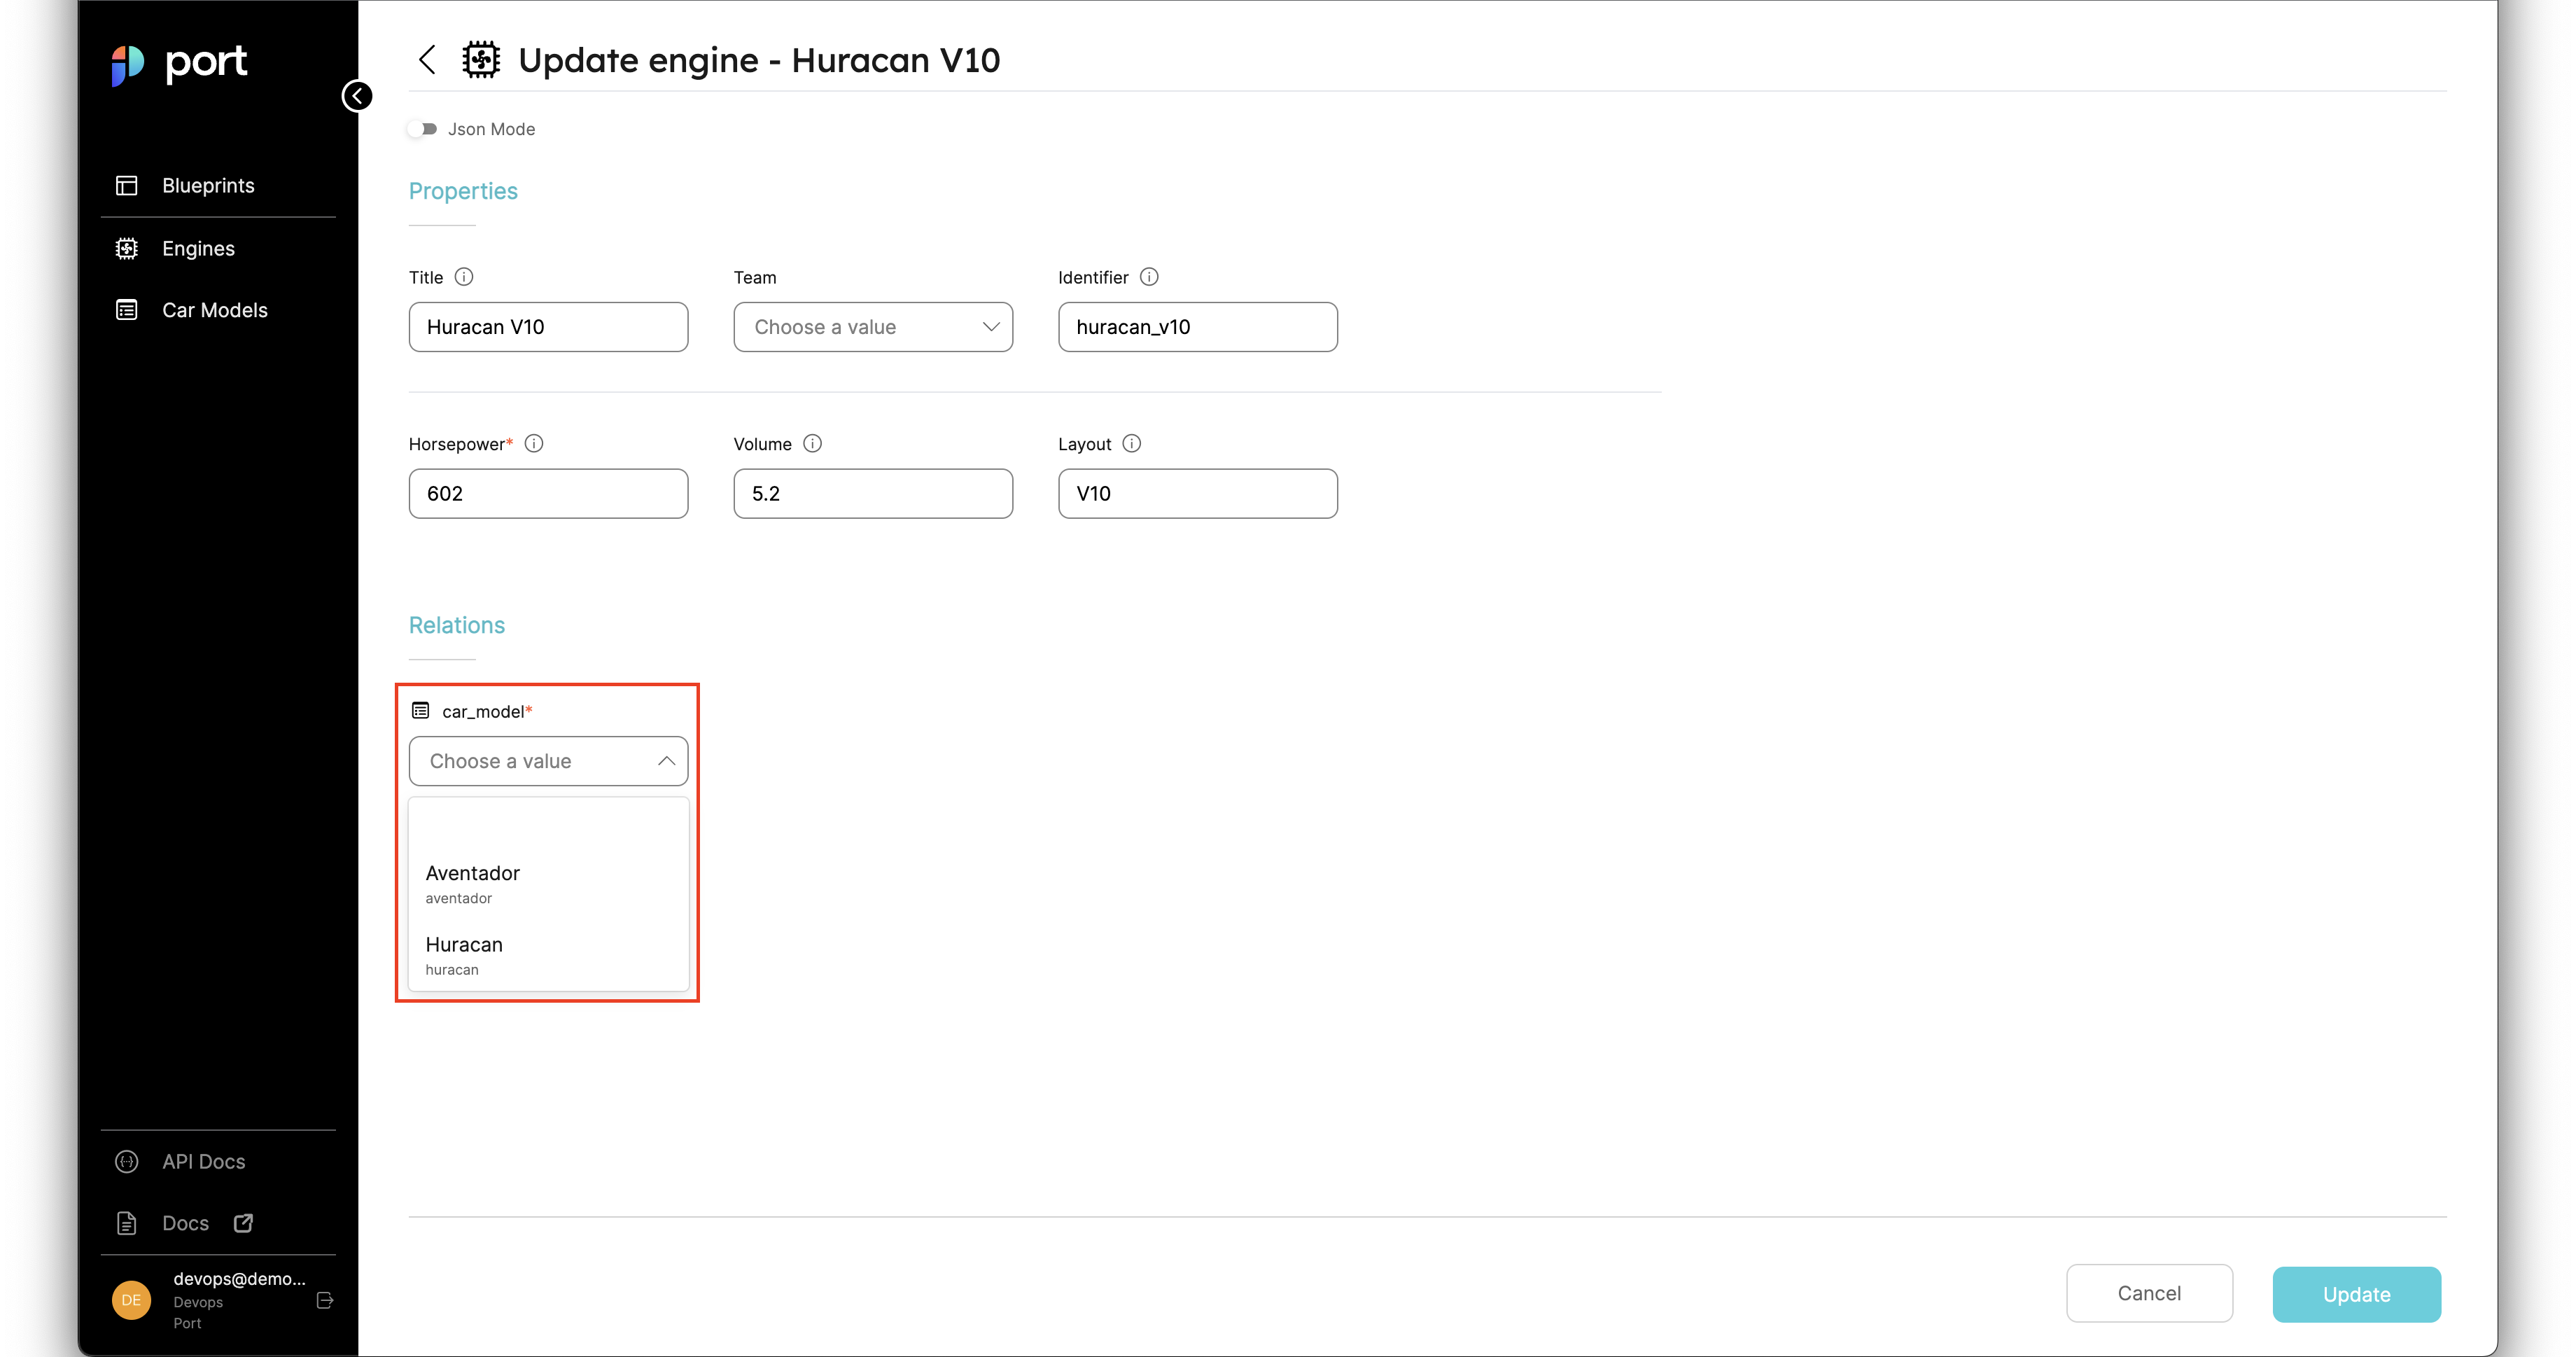 port
Blueprints
Engines
Car Models
API Docs
Docs
DE
devops@demo...
Devops
Port
Update engine - Huracan V10
Json Mode
Properties
Title
Team
Identifier
Huracan V10
Choose a value
huracan_v10
Horsepower*
Volume
Layout
602
5.2
V10
Relations
car_model*
Choose a value
Aventador
aventador
Huracan
huracan
Cancel
Update